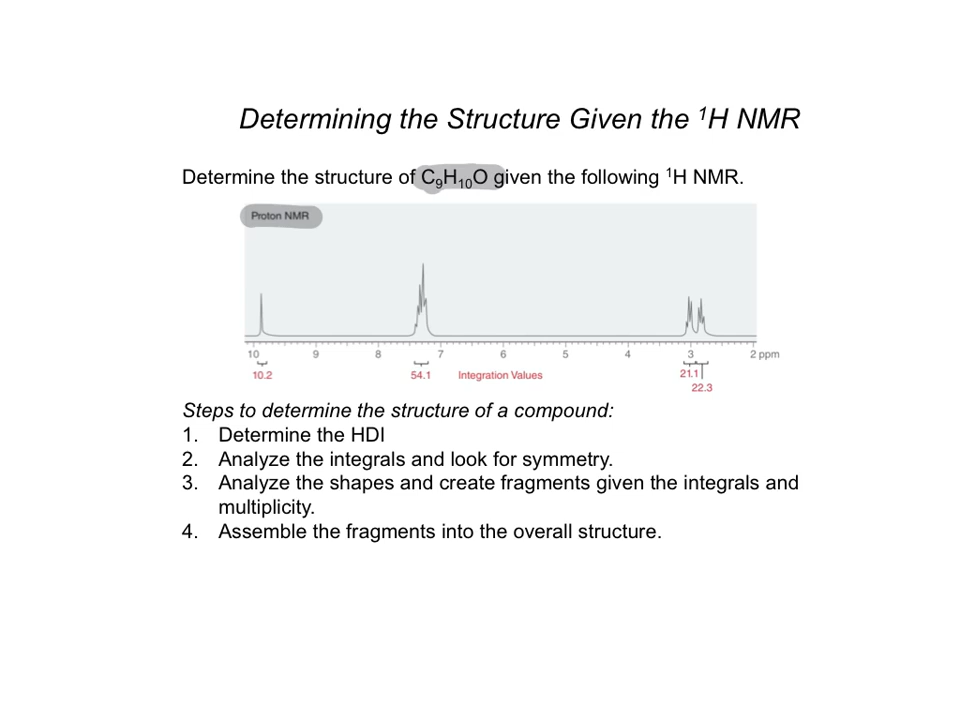 Determining the Structure Given the ¹H NMR
Determine the structure of C₉H₁₀O given the following ¹H NMR.
Proton NMR
10 9 8 7 6 5 4 3 2 ppm
10.2 54.1 Integration Values 21.1
22.3
Steps to determine the structure of a compound:
1. Determine the HDI
2. Analyze the integrals and look for symmetry.
3. Analyze the shapes and create fragments given the integrals and
multiplicity.
4. Assemble the fragments into the overall structure.